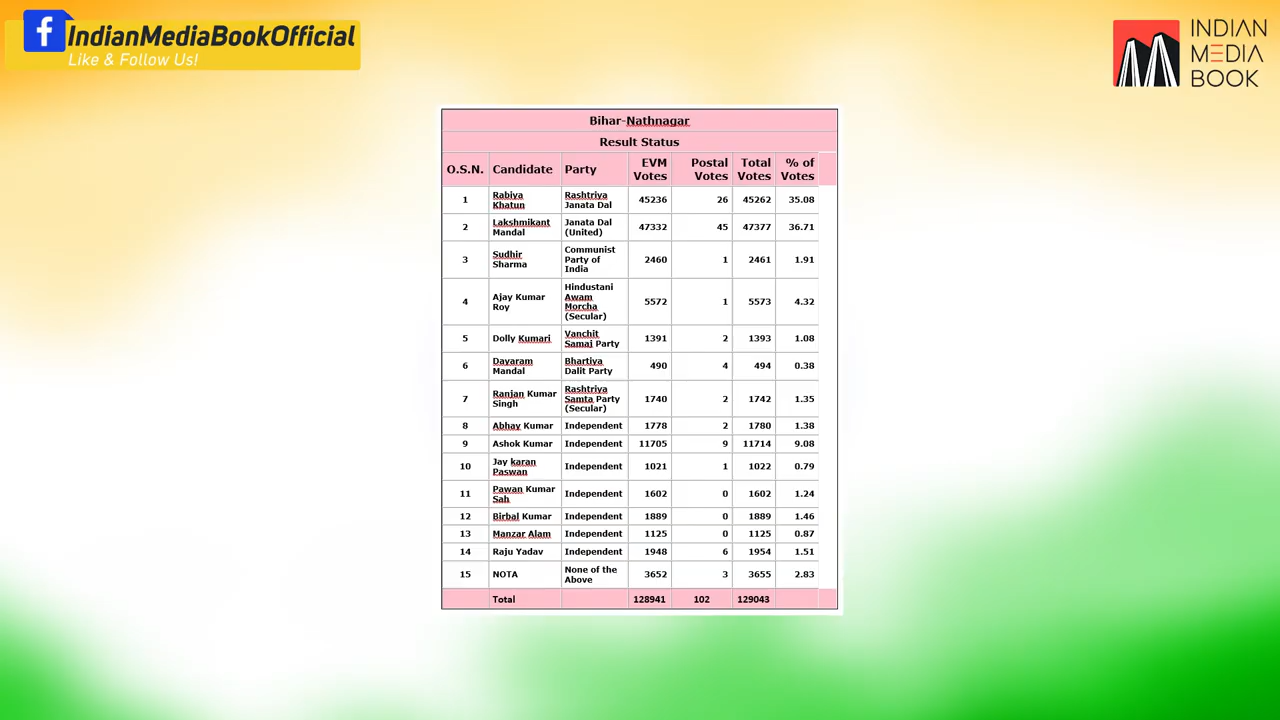 IndianMediaBookOfficial
Like & Follow Us!
INDIAN
MEDIA
BOOK
Bihar-Nathnagar
Result Status
O.S.N. Candidate Party EVM Votes Postal Votes Total Votes % of Votes
1 Rabiya Khatun Rashtriya Janata Dal 45236 26 45262 35.08
2 Lakshmikant Mandal Janata Dal (United) 47332 45 47377 36.71
3 Sudhir Sharma Communist Party of India 2460 1 2461 1.91
4 Ajay Kumar Roy Hindustani Awam Morcha (Secular) 5572 1 5573 4.32
5 Dolly Kumari Vanchit Samaj Party 1391 2 1393 1.08
6 Dayaram Mandal Bhartiya Dalit Party 490 4 494 0.38
7 Ranjan Kumar Singh Rashtriya Samta Party (Secular) 1740 2 1742 1.35
8 Abhay Kumar Independent 1778 2 1780 1.38
9 Ashok Kumar Independent 11705 9 11714 9.08
10 Jay karan Paswan Independent 1021 1 1022 0.79
11 Pawan Kumar Sah Independent 1602 0 1602 1.24
12 Birbal Kumar Independent 1889 0 1889 1.46
13 Manzar Alam Independent 1125 0 1125 0.87
14 Raju Yadav Independent 1948 6 1954 1.51
15 NOTA None of the Above 3652 3 3655 2.83
Total 128941 102 129043